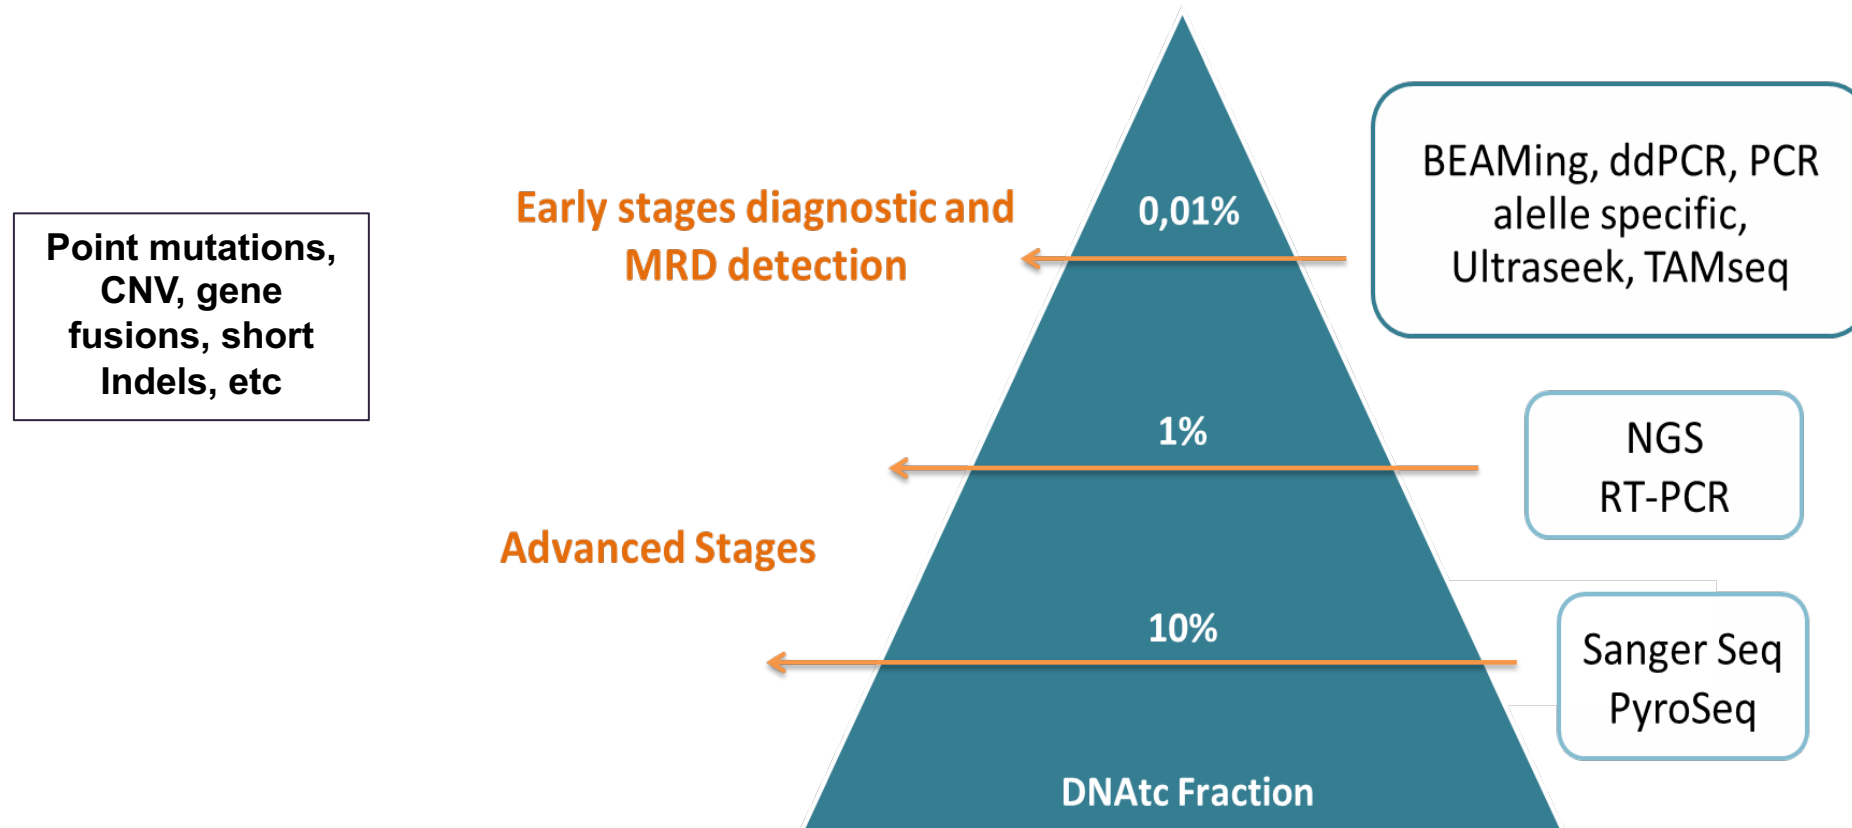 Point mutations,
CNV, gene
fusions, short
Indels, etc
Early stages diagnostic and
MRD detection
Advanced Stages
0,01%
1%
10%
DNAtc Fraction
BEAMing, ddPCR, PCR
alelle specific,
Ultraseek, TAMseq
NGS
RT-PCR
Sanger Seq
PyroSeq